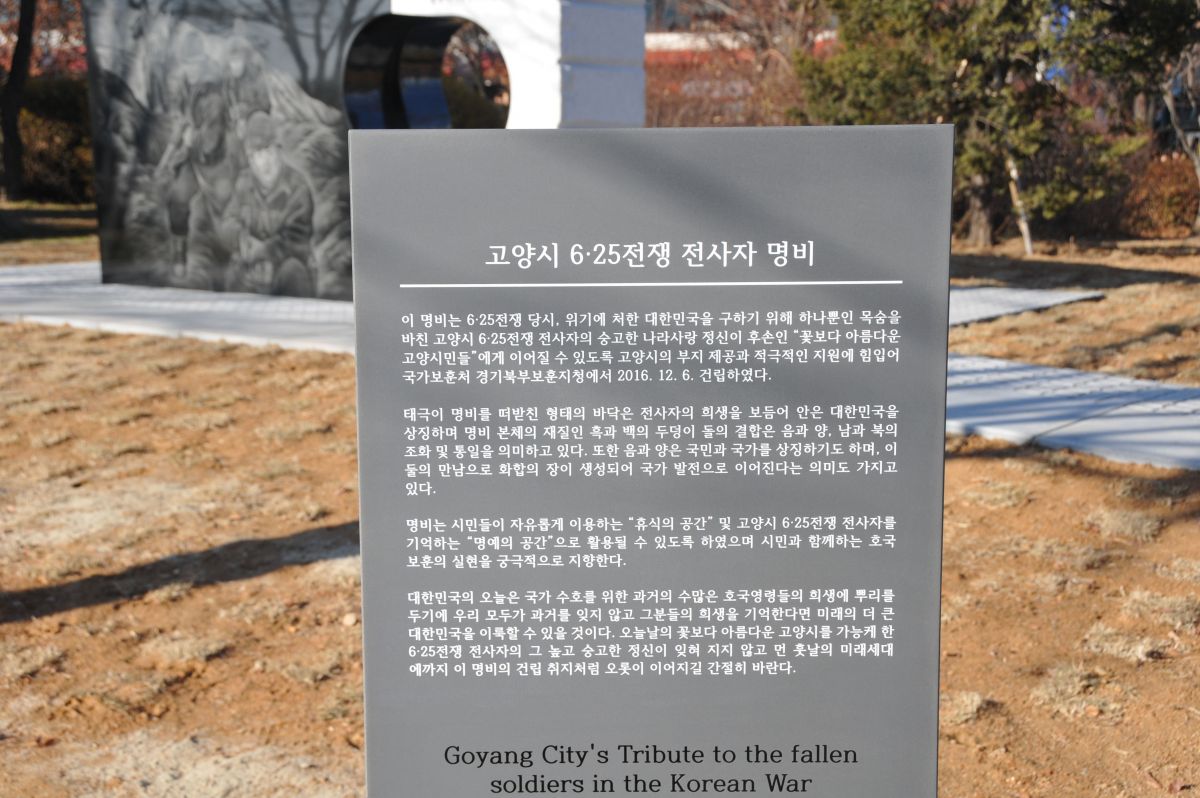 고양시 6·25전쟁 전사자 명비
이 명비는 6·25전쟁 당시, 위기에 처한 대한민국을 구하기 위해 하나뿐인 목숨을
바친 고양시 6·25전쟁 전사자의 숭고한 나라사랑 정신이 후손인 "꽃보다 아름다운
고양시민들"에게 이어질 수 있도록 고양시의 부지 제공과 적극적인 지원에 힘입어
국가보훈처 경기북부보훈지청에서 2016. 12. 6. 건립하였다.
태극이 명비를 떠받친 형태의 바닥은 전사자의 희생을 보듬어 안은 대한민국을
상징하며 명비 본체의 재질인 흑과 백의 두덩이 돌의 결합은 음과 양, 남과 북의
조화 및 통일을 의미하고 있다. 또한 음과 양은 국민과 국가를 상징하기도 하며, 이
둘의 만남으로 화합의 장이 생성되어 국가 발전으로 이어진다는 의미도 가지고
있다.
명비는 시민들이 자유롭게 이용하는 "휴식의 공간" 및 고양시 6·25전쟁 전사자를
기억하는 "명예의 공간"으로 활용될 수 있도록 하였으며 시민과 함께하는 호국
보훈의 실현을 궁극적으로 지향한다.
대한민국의 오늘은 국가 수호를 위한 과거의 수많은 호국영령들의 희생에 뿌리를
두기에 우리 모두가 과거를 잊지 않고 그분들의 희생을 기억한다면 미래의 더 큰
대한민국을 이룩할 수 있을 것이다. 오늘날의 꽃보다 아름다운 고양시를 가능케 한
6·25전쟁 전사자의 그 높고 숭고한 정신이 잊혀 지지 않고 먼 훗날의 미래세대
에까지 이 명비의 건립 취지처럼 오롯이 이어지길 간절히 바란다.
Goyang City's Tribute to the fallen
soldiers in the Korean War